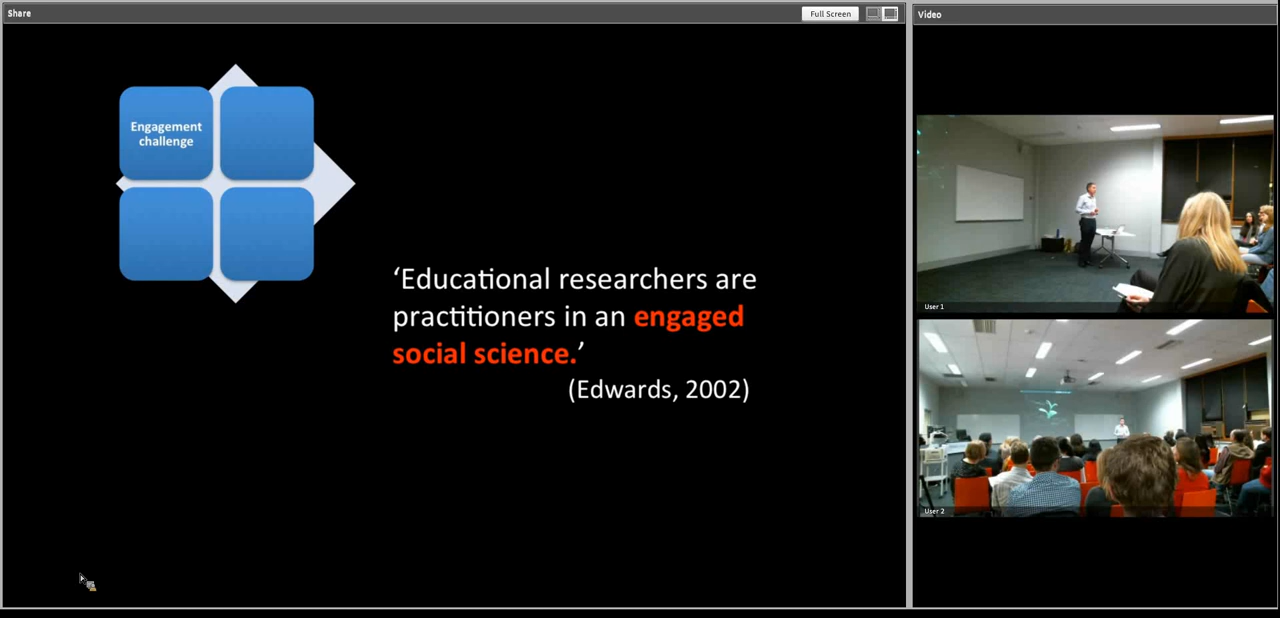 Share
Full Screen
Video
Engagement
challenge
‘Educational researchers are
practitioners in an engaged
social science.’
(Edwards, 2002)
User 1
User 2